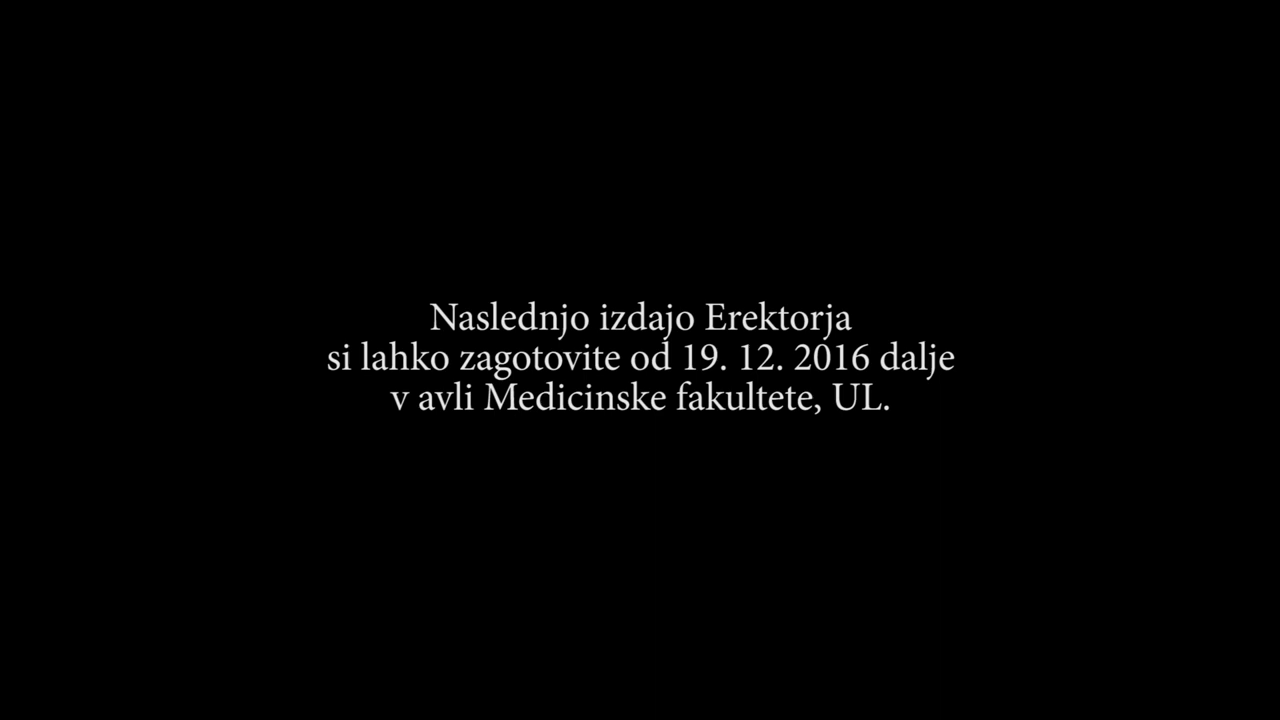 Naslednjo izdajo Erektorja
si lahko zagotovite od 19. 12. 2016 dalje
v avli Medicinske fakultete, UL.